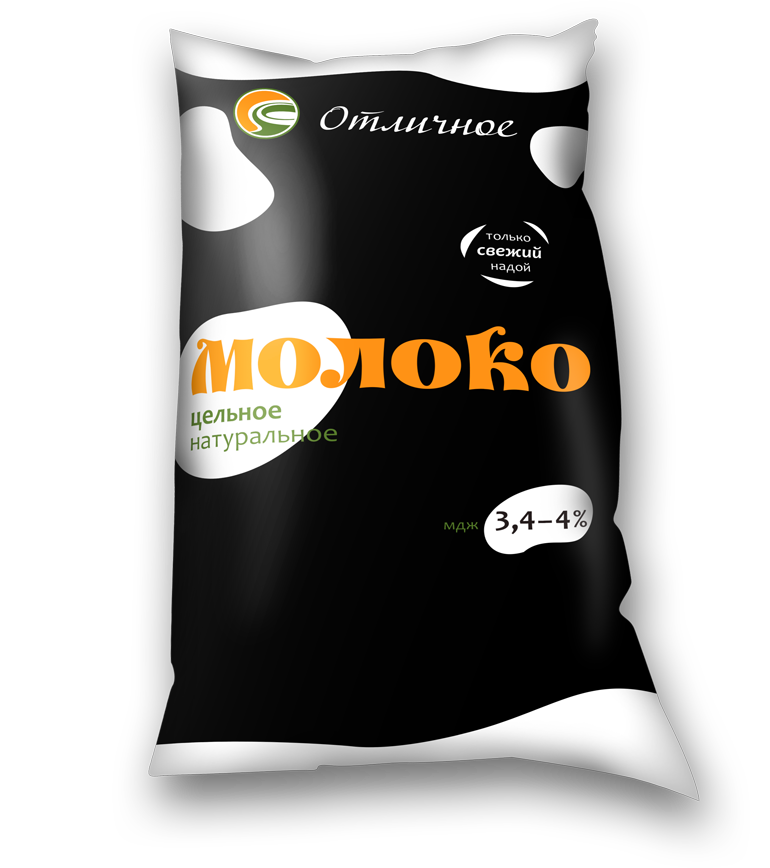 Отличное
только
свежий
надой
молоко
цельное
натуральное
мдж 3,4–4%